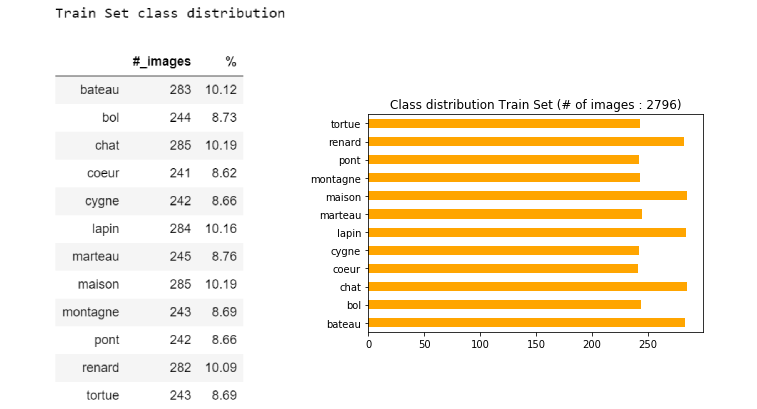 Train Set class distribution
#_images %
bateau 283 10.12
bol 244 8.73
chat 285 10.19
coeur 241 8.62
cygne 242 8.66
lapin 284 10.16
marteau 245 8.76
maison 285 10.19
montagne 243 8.69
pont 242 8.66
renard 282 10.09
tortue 243 8.69
Class distribution Train Set (# of images : 2796)
tortue
renard
pont
montagne
maison
marteau
lapin
cygne
coeur
chat
bol
bateau
0 50 100 150 200 250